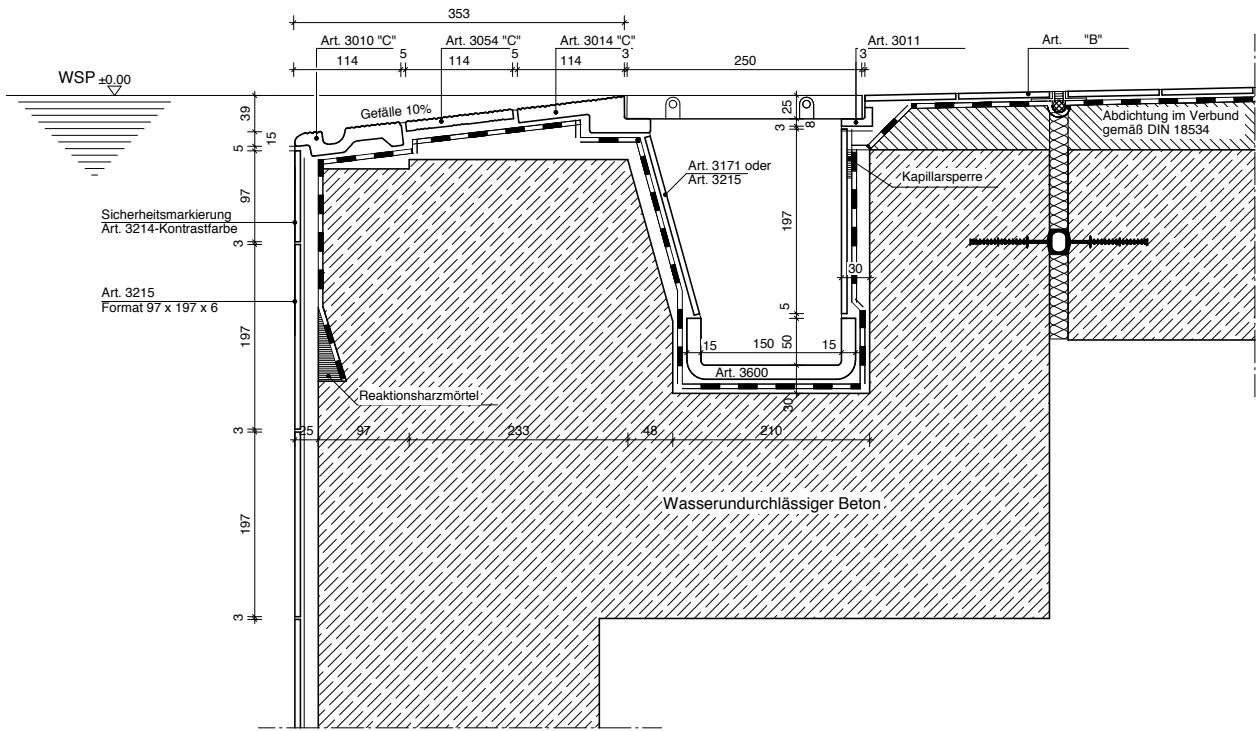 353
Art. 3010 "C"
Art. 3054 "C"
Art. 3014 "C"
Art. 3011
Art. "B"
5
5
3
3
114
114
114
250
WSP ±0.00
Gefälle 10%
39
15
5
97
3
197
3
197
3
25
3
8
Abdichtung im Verbund
gemäß DIN 18534
Art. 3171 oder
Art. 3215
Kapillarsperre
Sicherheitsmarkierung
Art. 3214-Kontrastfarbe
197
30
Art. 3215
Format 97 x 197 x 6
5
15
150
15
50
Art. 3600
30
Reaktionsharzmörtel
25
97
233
48
210
Wasserundurchlässiger Beton